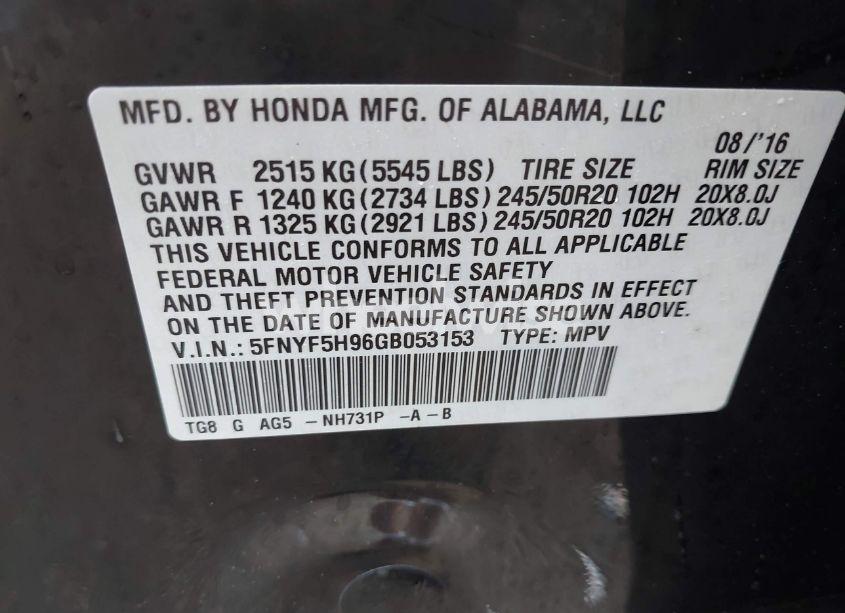 MFD. BY HONDA MFG. OF ALABAMA, LLC
08/'16
GVWR 2515 KG (5545 LBS) TIRE SIZE RIM SIZE
GAWR F 1240 KG (2734 LBS) 245/50R20 102H 20X8.0J
GAWR R 1325 KG (2921 LBS) 245/50R20 102H 20X8.0J
THIS VEHICLE CONFORMS TO ALL APPLICABLE
FEDERAL MOTOR VEHICLE SAFETY
AND THEFT PREVENTION STANDARDS IN EFFECT
ON THE DATE OF MANUFACTURE SHOWN ABOVE.
V.I.N.: 5FNYF5H96GB053153 TYPE: MPV
TG8 G AG5 - NH731P -A - B